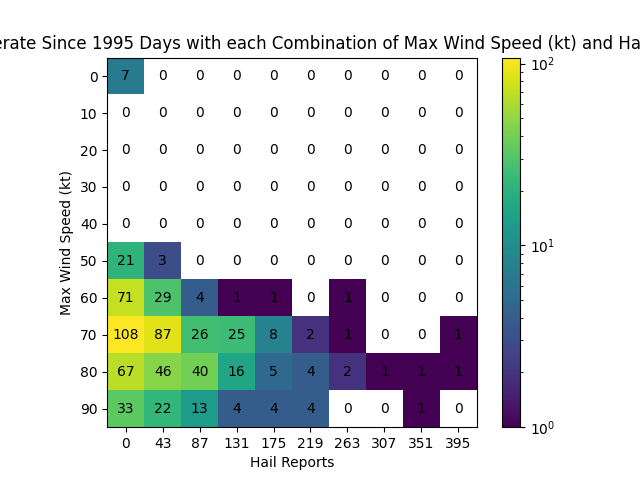 Since 1995 Days with each Combination of Max Wind Speed (kt) and
0 7 0 0 0 0 0 0 0 0 0
10 0 0 0 0 0 0 0 0 0 0
20 0 0 0 0 0 0 0 0 0 0
30 0 0 0 0 0 0 0 0 0 0
40 0 0 0 0 0 0 0 0 0 0
50 21 3 0 0 0 0 0 0 0 0
60 71 29 4 1 1 0 1 0 0 0
70 108 87 26 25 8 2 1 0 0 1
80 67 46 40 16 5 4 2 1 1 1
90 33 22 13 4 4 4 0 0 1 0
0 43 87 131 175 219 263 307 351 395
Hail Reports
Max Wind Speed (kt)
10²
10¹
10⁰